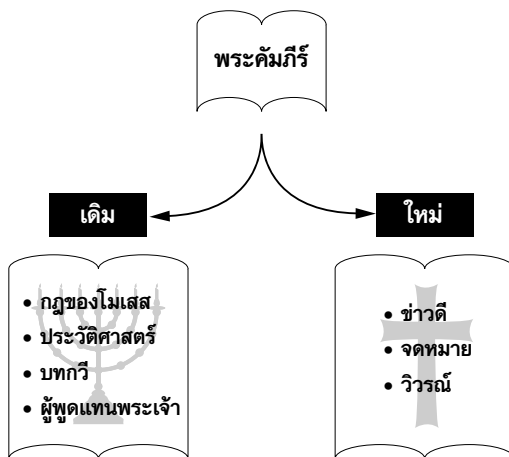 พระคัมภีร์
เดิม
ใหม่
• กฎของโมเสส
• ประวัติศาสตร์
• บทกวี
• ผู้พูดแทนพระเจ้า
• ข่าวดี
• จดหมาย
• วิวรณ์